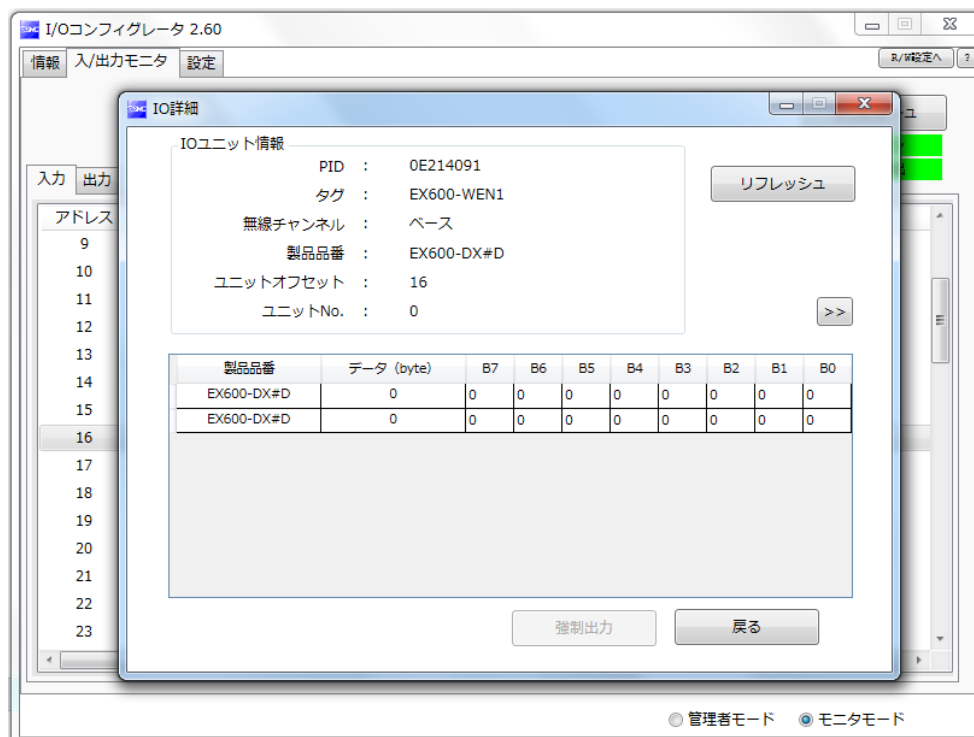 I/Oコンフィグレータ 2.60
情報 入/出力モニタ 設定
R/W設定へ ?
IO詳細
IOユニット情報
PID : 0E214091
タグ : EX600-WEN1
無線チャンネル : ベース
製品品番 : EX600-DX#D
ユニットオフセット : 16
ユニットNo. : 0
リフレッシュ
>>
入力 出力
アドレス
9
10
11
12
13
14
15
16
17
18
19
20
21
22
23
製品品番 データ（byte） B7 B6 B5 B4 B3 B2 B1 B0
EX600-DX#D 0 0 0 0 0 0 0 0 0
EX600-DX#D 0 0 0 0 0 0 0 0 0
強制出力 戻る
管理者モード モニタモード